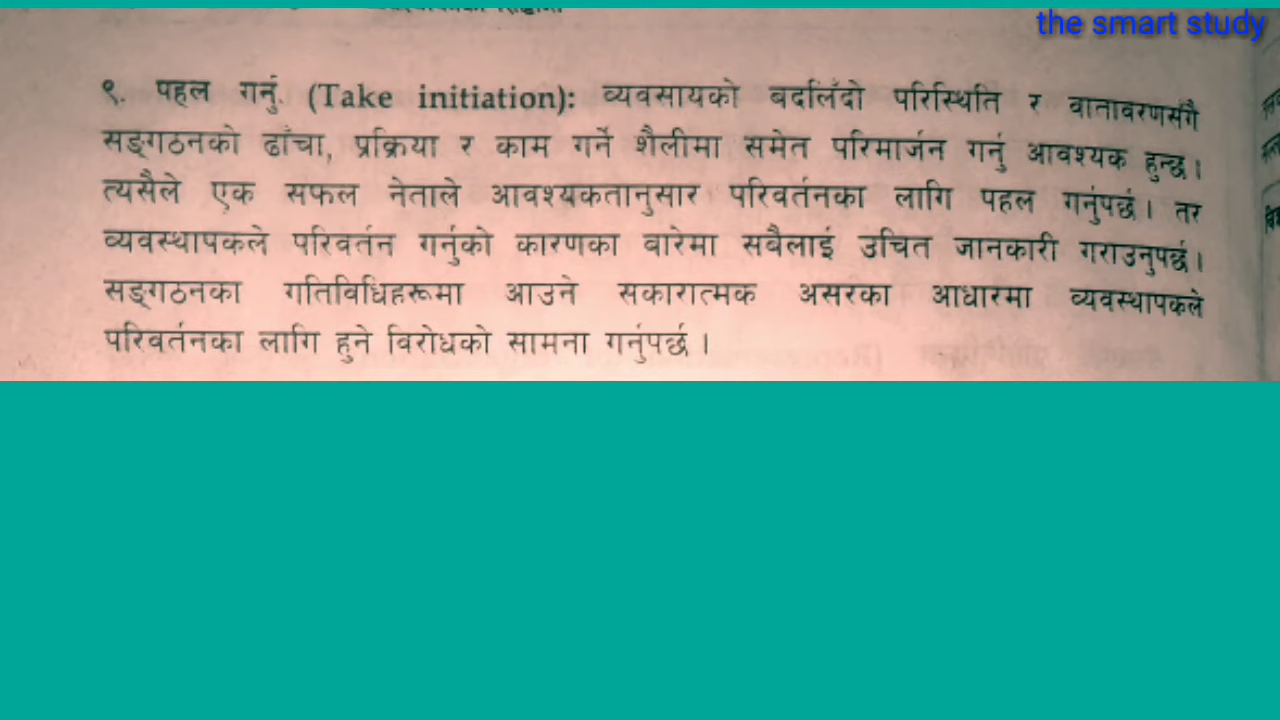 the smart study
९. पहल गर्नु (Take initiation): व्यवसायको बदलिँदो परिस्थिति र वातावरणसँगै
सङ्गठनको ढाँचा, प्रक्रिया र काम गर्ने शैलीमा समेत परिमार्जन गर्नु आवश्यक हुन्छ।
त्यसैले एक सफल नेताले आवश्यकतानुसार परिवर्तनका लागि पहल गर्नुपर्छ। तर
व्यवस्थापकले परिवर्तन गर्नुको कारणका बारेमा सबैलाई उचित जानकारी गराउनुपर्छ।
सङ्गठनका गतिविधिहरूमा आउने सकारात्मक असरका आधारमा व्यवस्थापकले
परिवर्तनका लागि हुने विरोधको सामना गर्नुपर्छ।